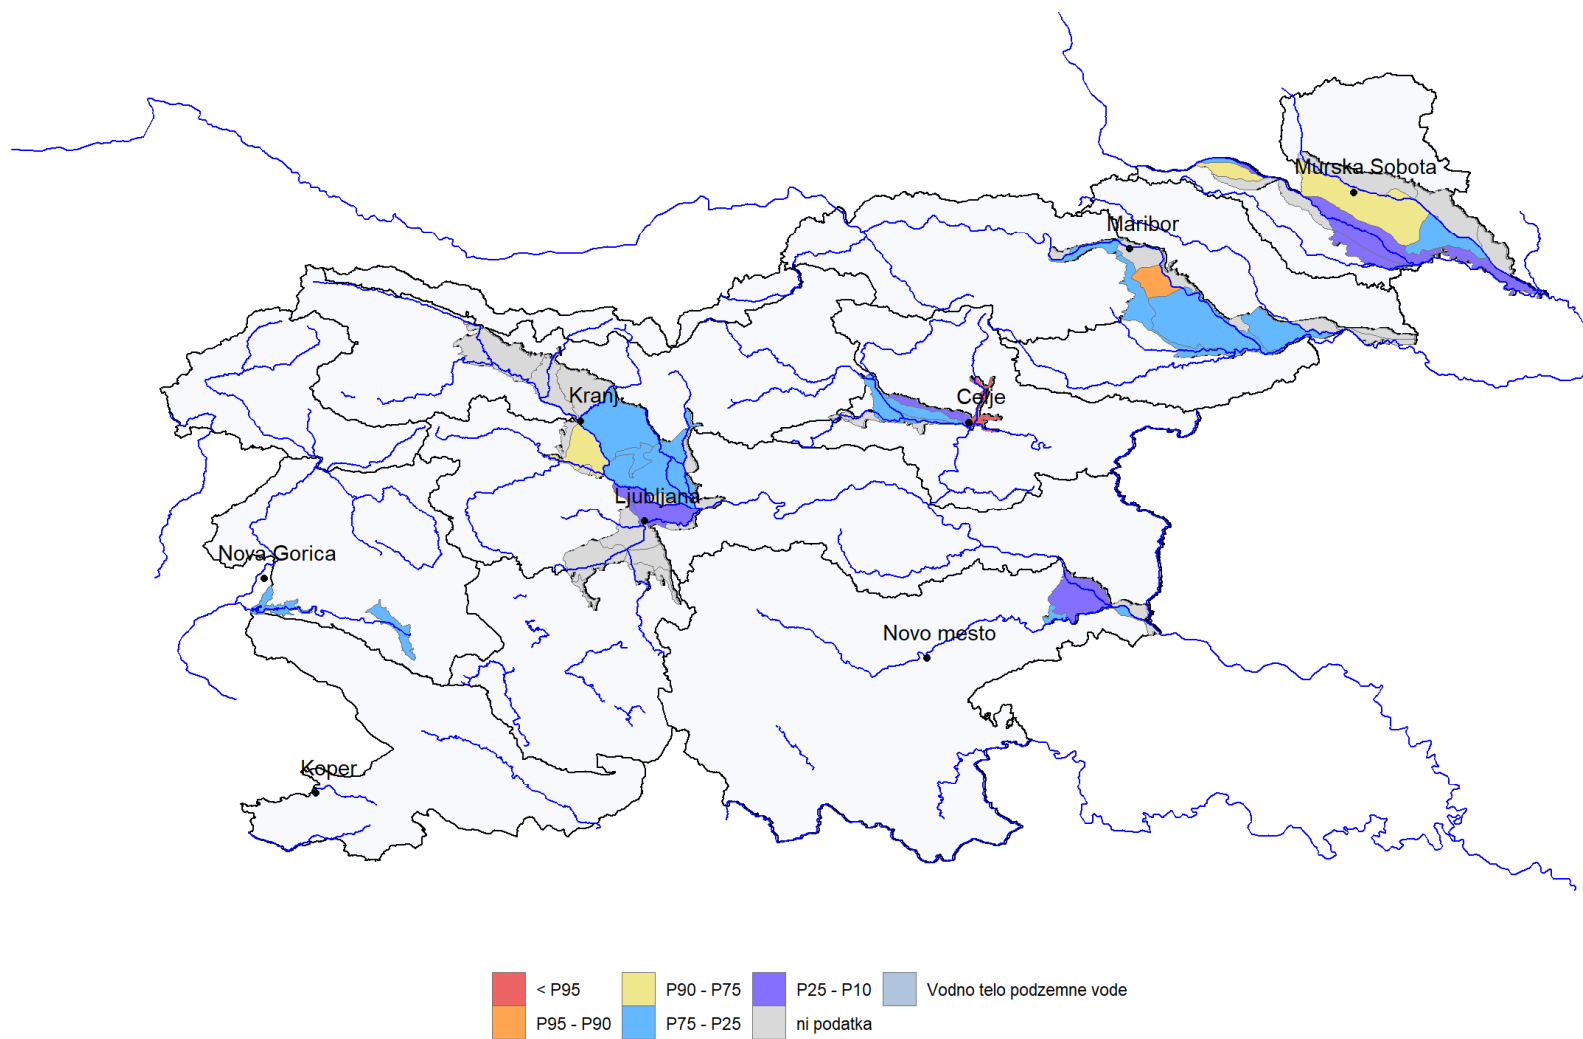 Murska Sobota
Maribor
Kranj
Celje
Ljubljana
Nova Gorica
Novo mesto
Koper
< P95
P90 - P75
P25 - P10
Vodno telo podzemne vode
P95 - P90
P75 - P25
ni podatka